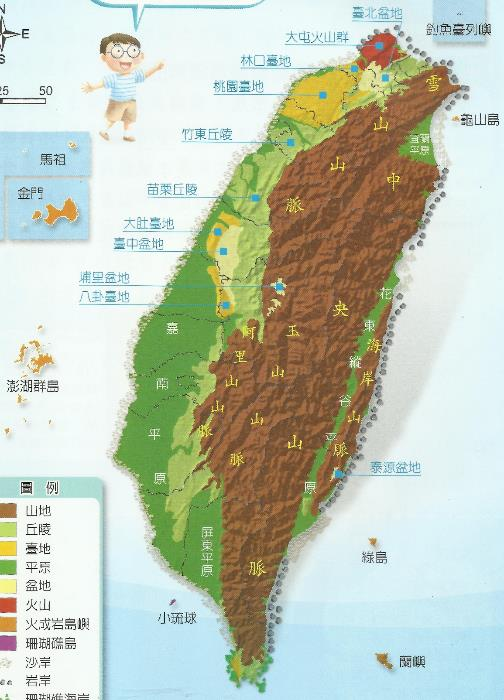 N
E
S
25 50
臺北盆地
釣魚臺列嶼
大屯火山群
林口臺地
桃園臺地
龜山島
竹東丘陵
宜蘭
平原
馬祖
金門
苗栗丘陵
大肚臺地
臺中盆地
埔里盆地
八卦臺地
澎湖群島
雪山山脈
中央山脈
玉山山脈
阿里山山脈
海岸山脈
花東縱谷平原
嘉南平原
屏東平原
泰源盆地
綠島
小琉球
蘭嶼
圖例
山地
丘陵
臺地
平原
盆地
火山
火成岩島嶼
珊瑚礁島
沙岸
岩岸
珊瑚礁海岸